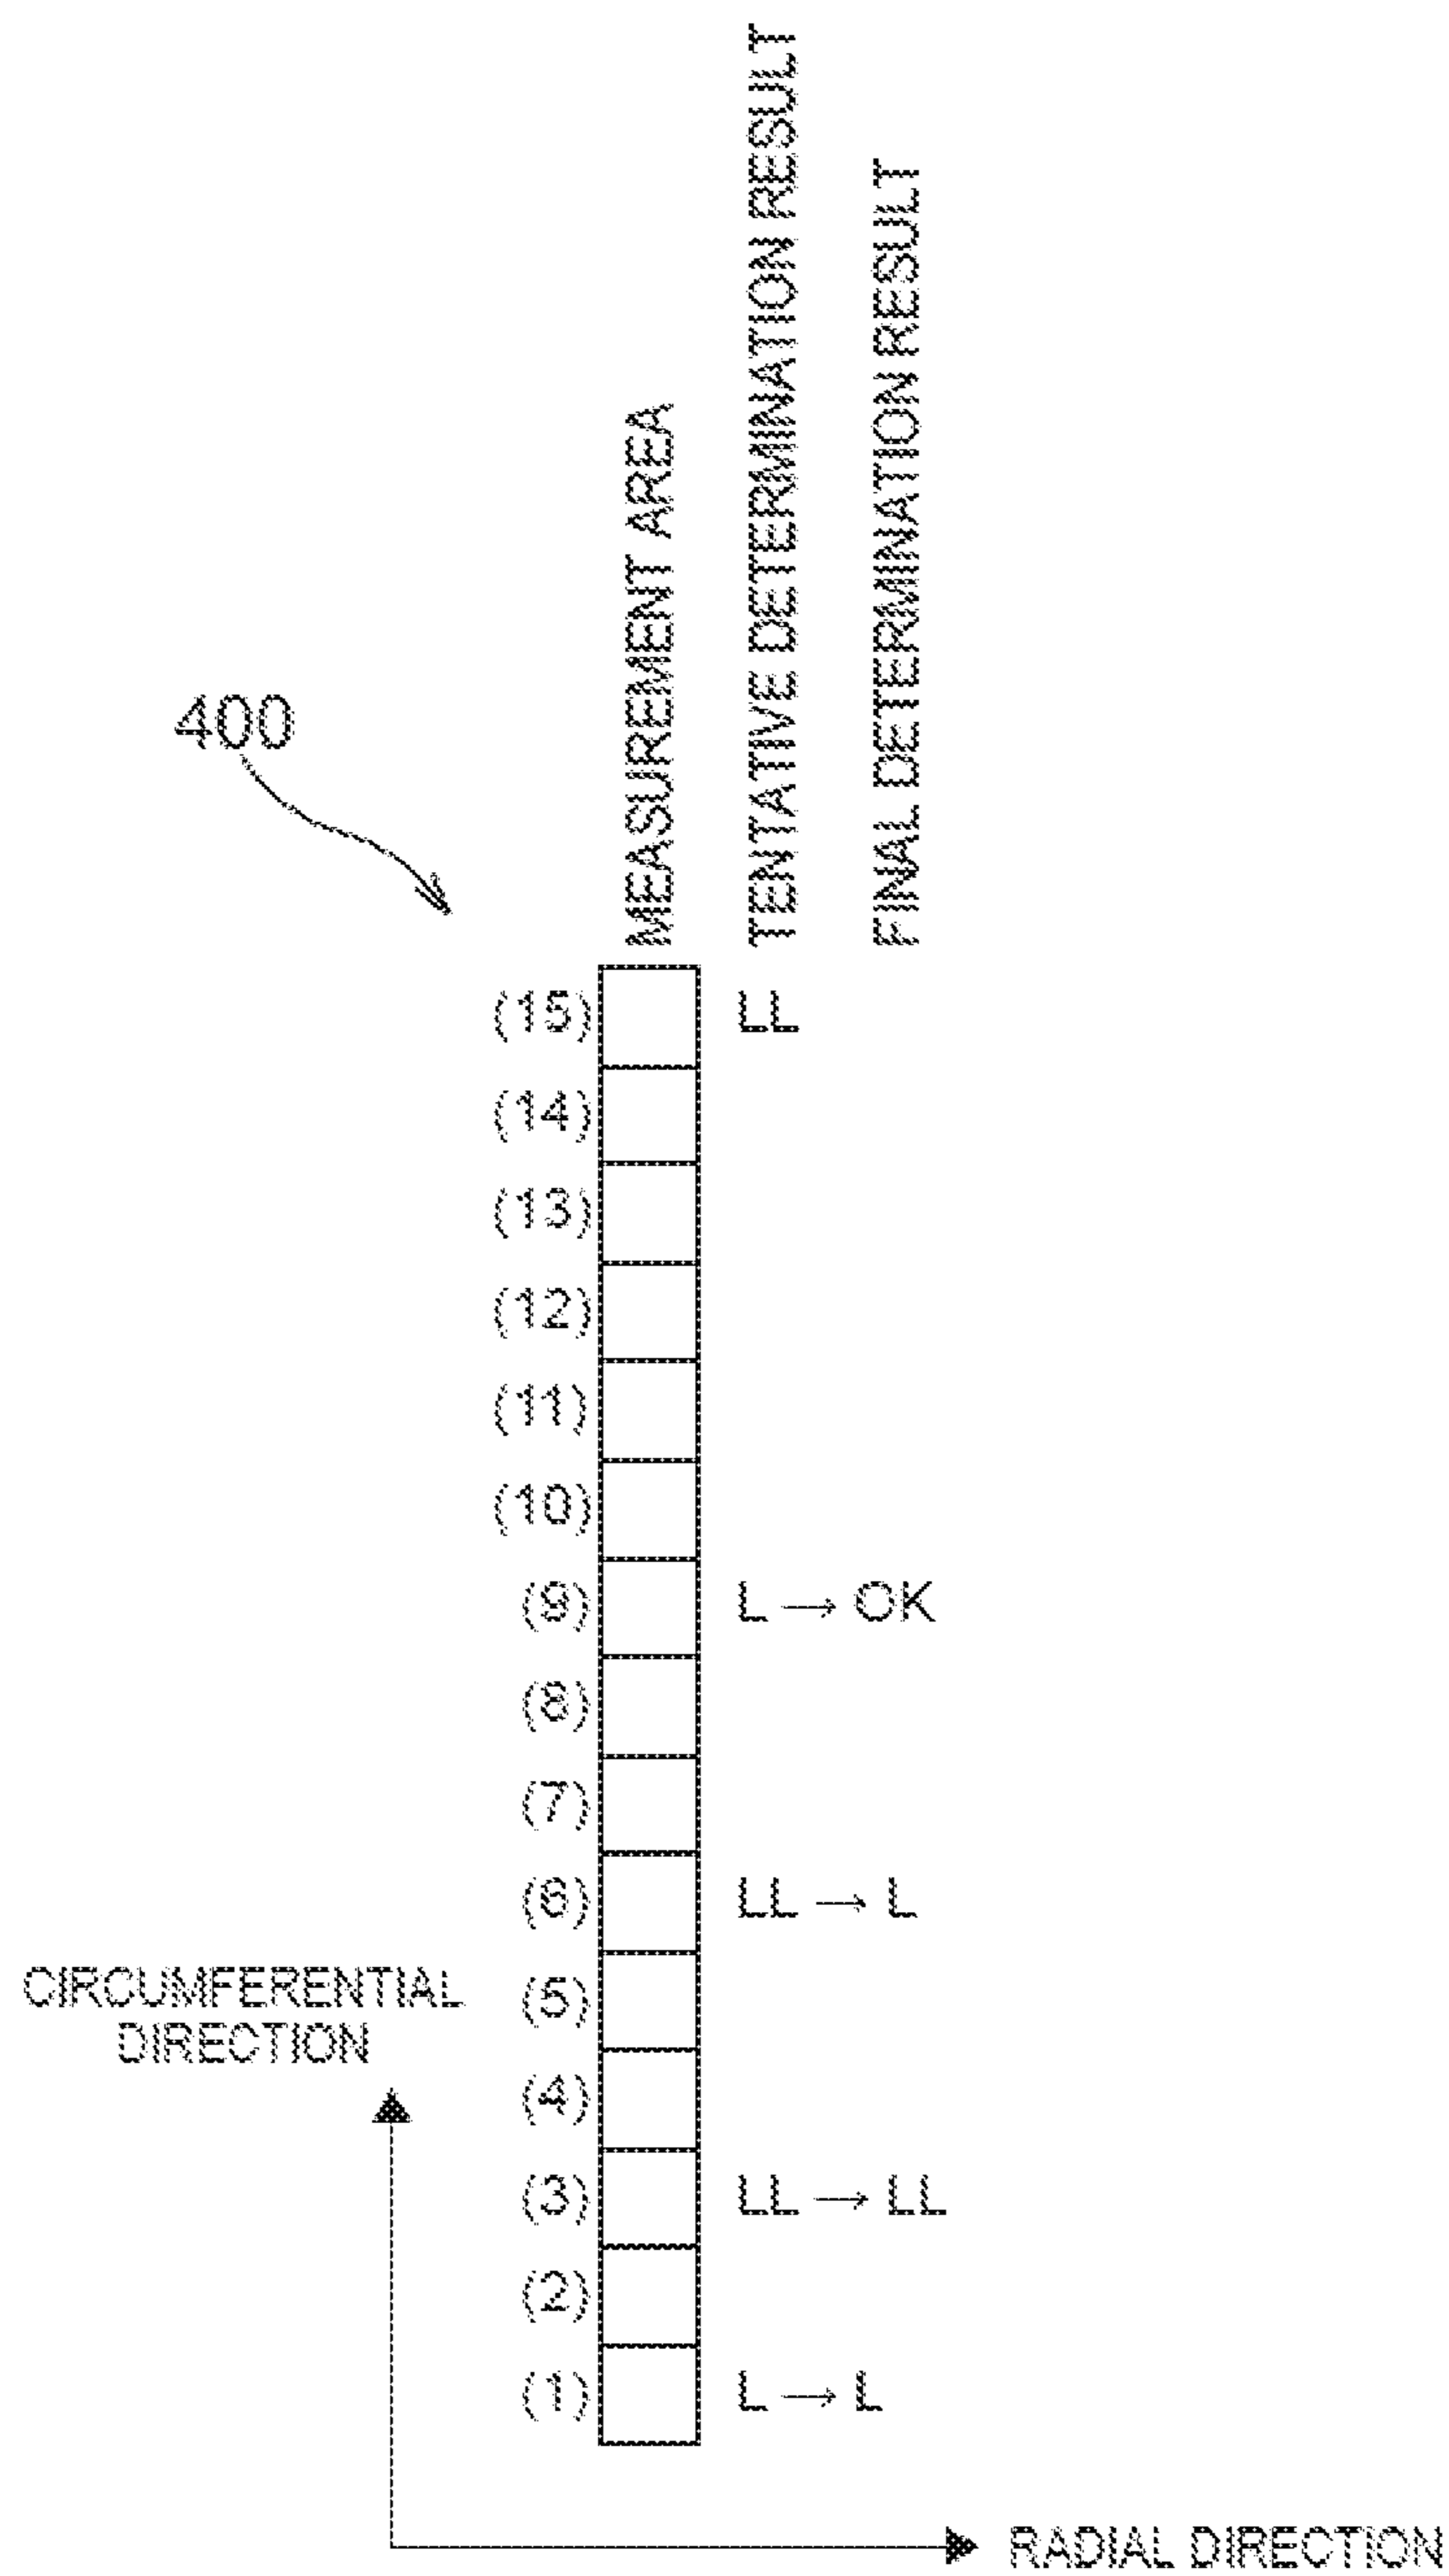 400
MEASUREMENT AREA
TENTATIVE DETERMINATION RESULT
FINAL DETERMINATION RESULT
(15) LL
(14)
(13)
(12)
(11)
(10)
(9) L → OK
(8)
(7)
(6) LL → L
(5)
(4)
(3) LL → LL
(2)
(1) L → L
CIRCUMFERENTIAL
DIRECTION
RADIAL DIRECTION